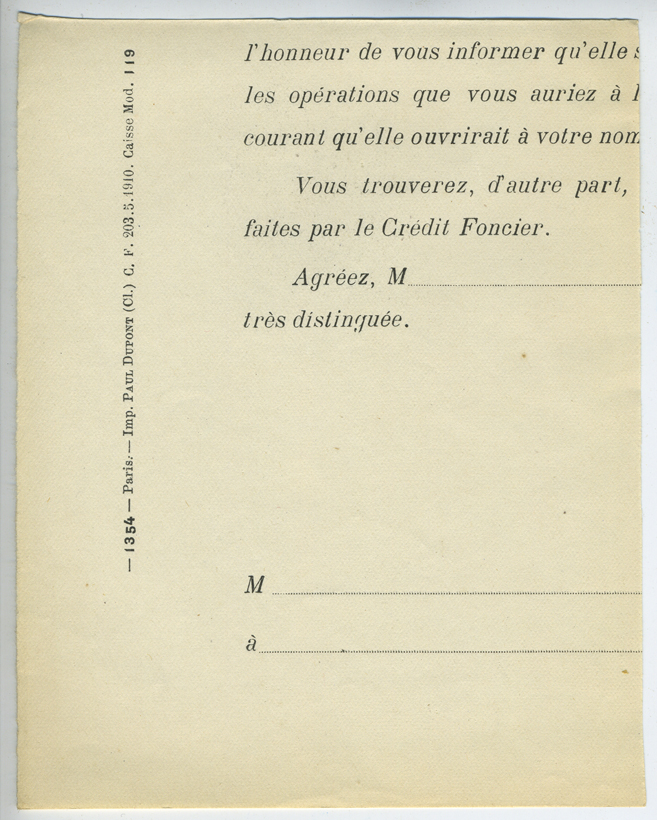 l'honneur de vous informer qu'elle
les opérations que vous auriez à
courant qu'elle ouvrirait à votre nom
Vous trouverez, d'autre part,
faites par le Crédit Foncier.
Agréez, M
très distinguée.
M
à
— 1354 — Paris. — Imp. PAUL DUPONT (Cl.) C. F. 203.5.1910. Caisse Mod. 119